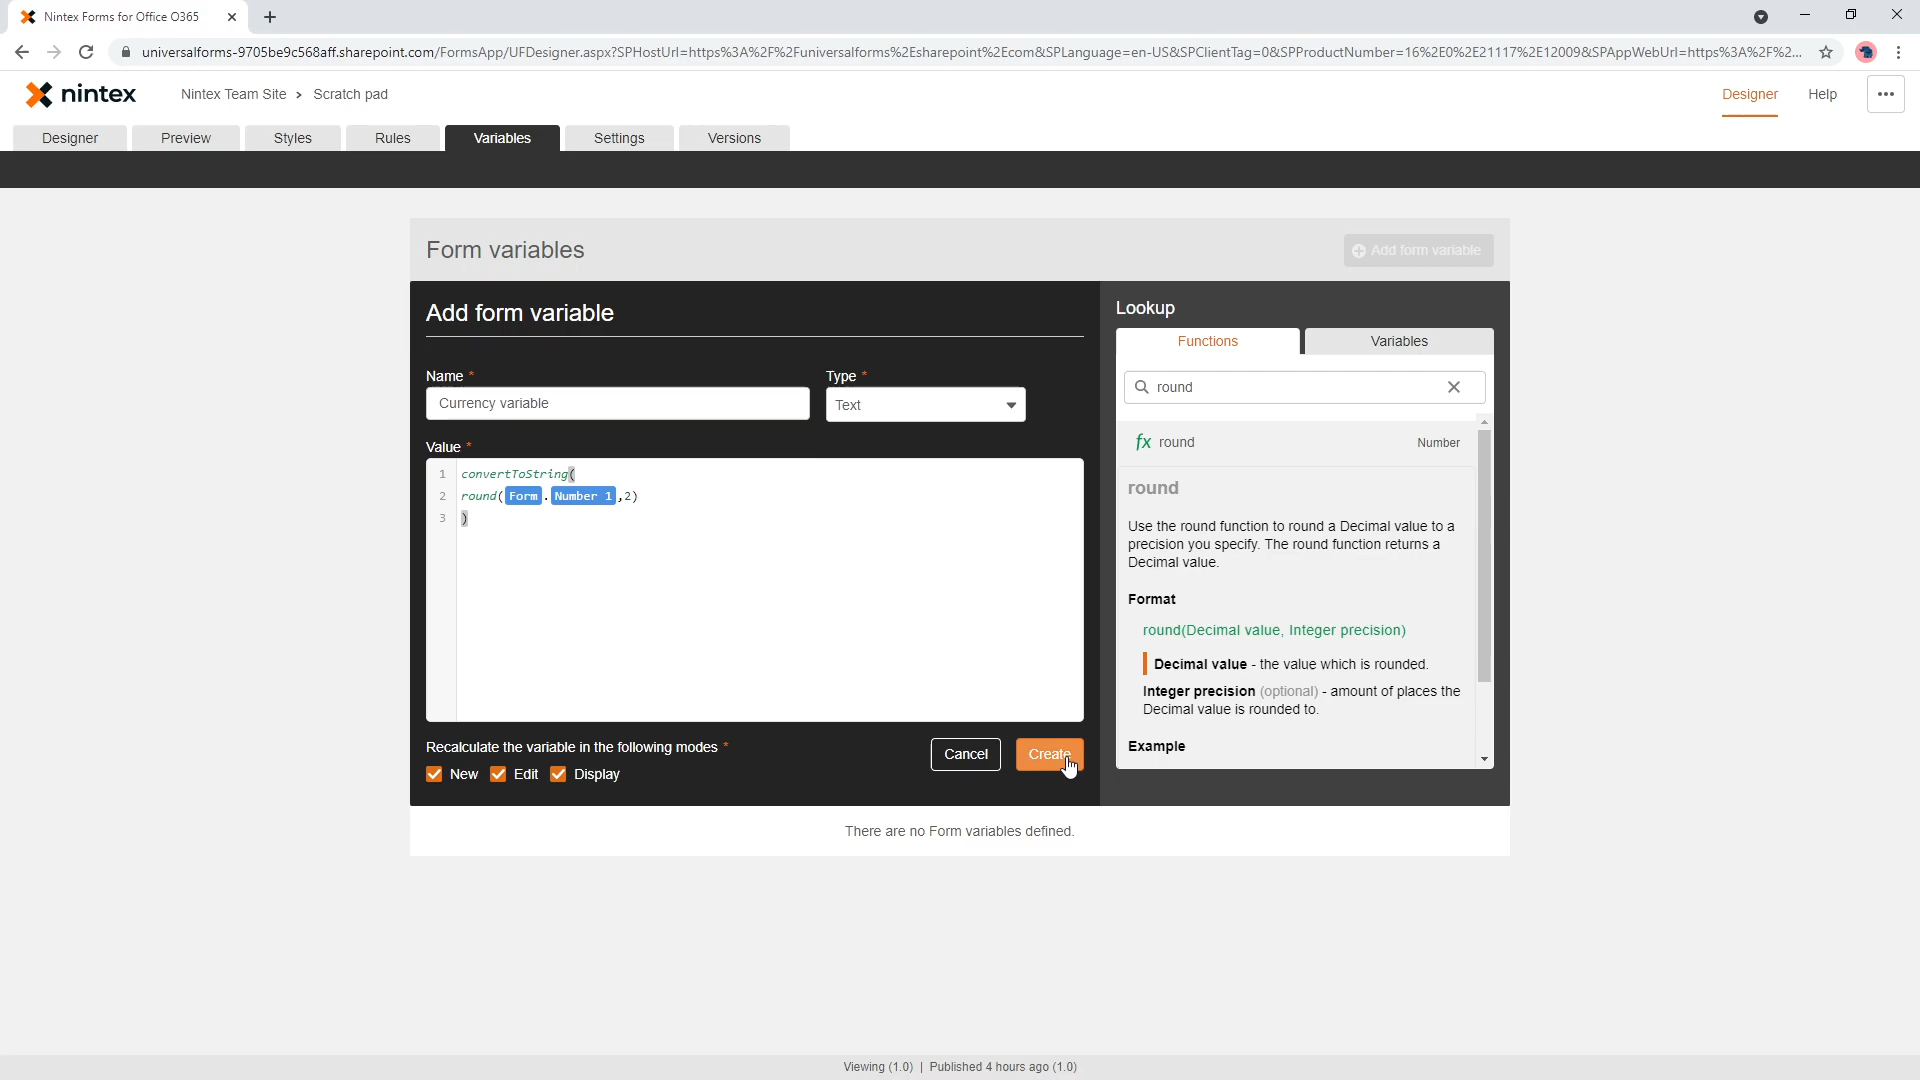 Nintex Forms for Office O365
universalforms-9705be9c568aff.sharepoint.com/FormsApp/UFDesigner.aspx?SPHostUrl=https%3A%2F%2Funiversalforms%2Esharepoint%2Ecom&SPLanguage=en-US&SPClientTag=0&SPProductNumber=16%2E0%2E21117%2E12009&SPAppWebUrl=https%3A%2F%2...
nintex
Nintex Team Site > Scratch pad
Designer Help
Designer Preview Styles Rules Variables Settings Versions
Form variables
Add form variable
Add form variable
Name *
Type *
Currency variable
Text
Value *
1 convertToString(
2 round(Form.Number 1,2)
3 )
Recalculate the variable in the following modes *
New Edit Display
Cancel Create
Lookup
Functions Variables
round
fx round Number
round
Use the round function to round a Decimal value to a
precision you specify. The round function returns a
Decimal value.
Format
round(Decimal value, Integer precision)
Decimal value - the value which is rounded.
Integer precision (optional) - amount of places the
Decimal value is rounded to.
Example
There are no Form variables defined.
Viewing (1.0) | Published 4 hours ago (1.0)